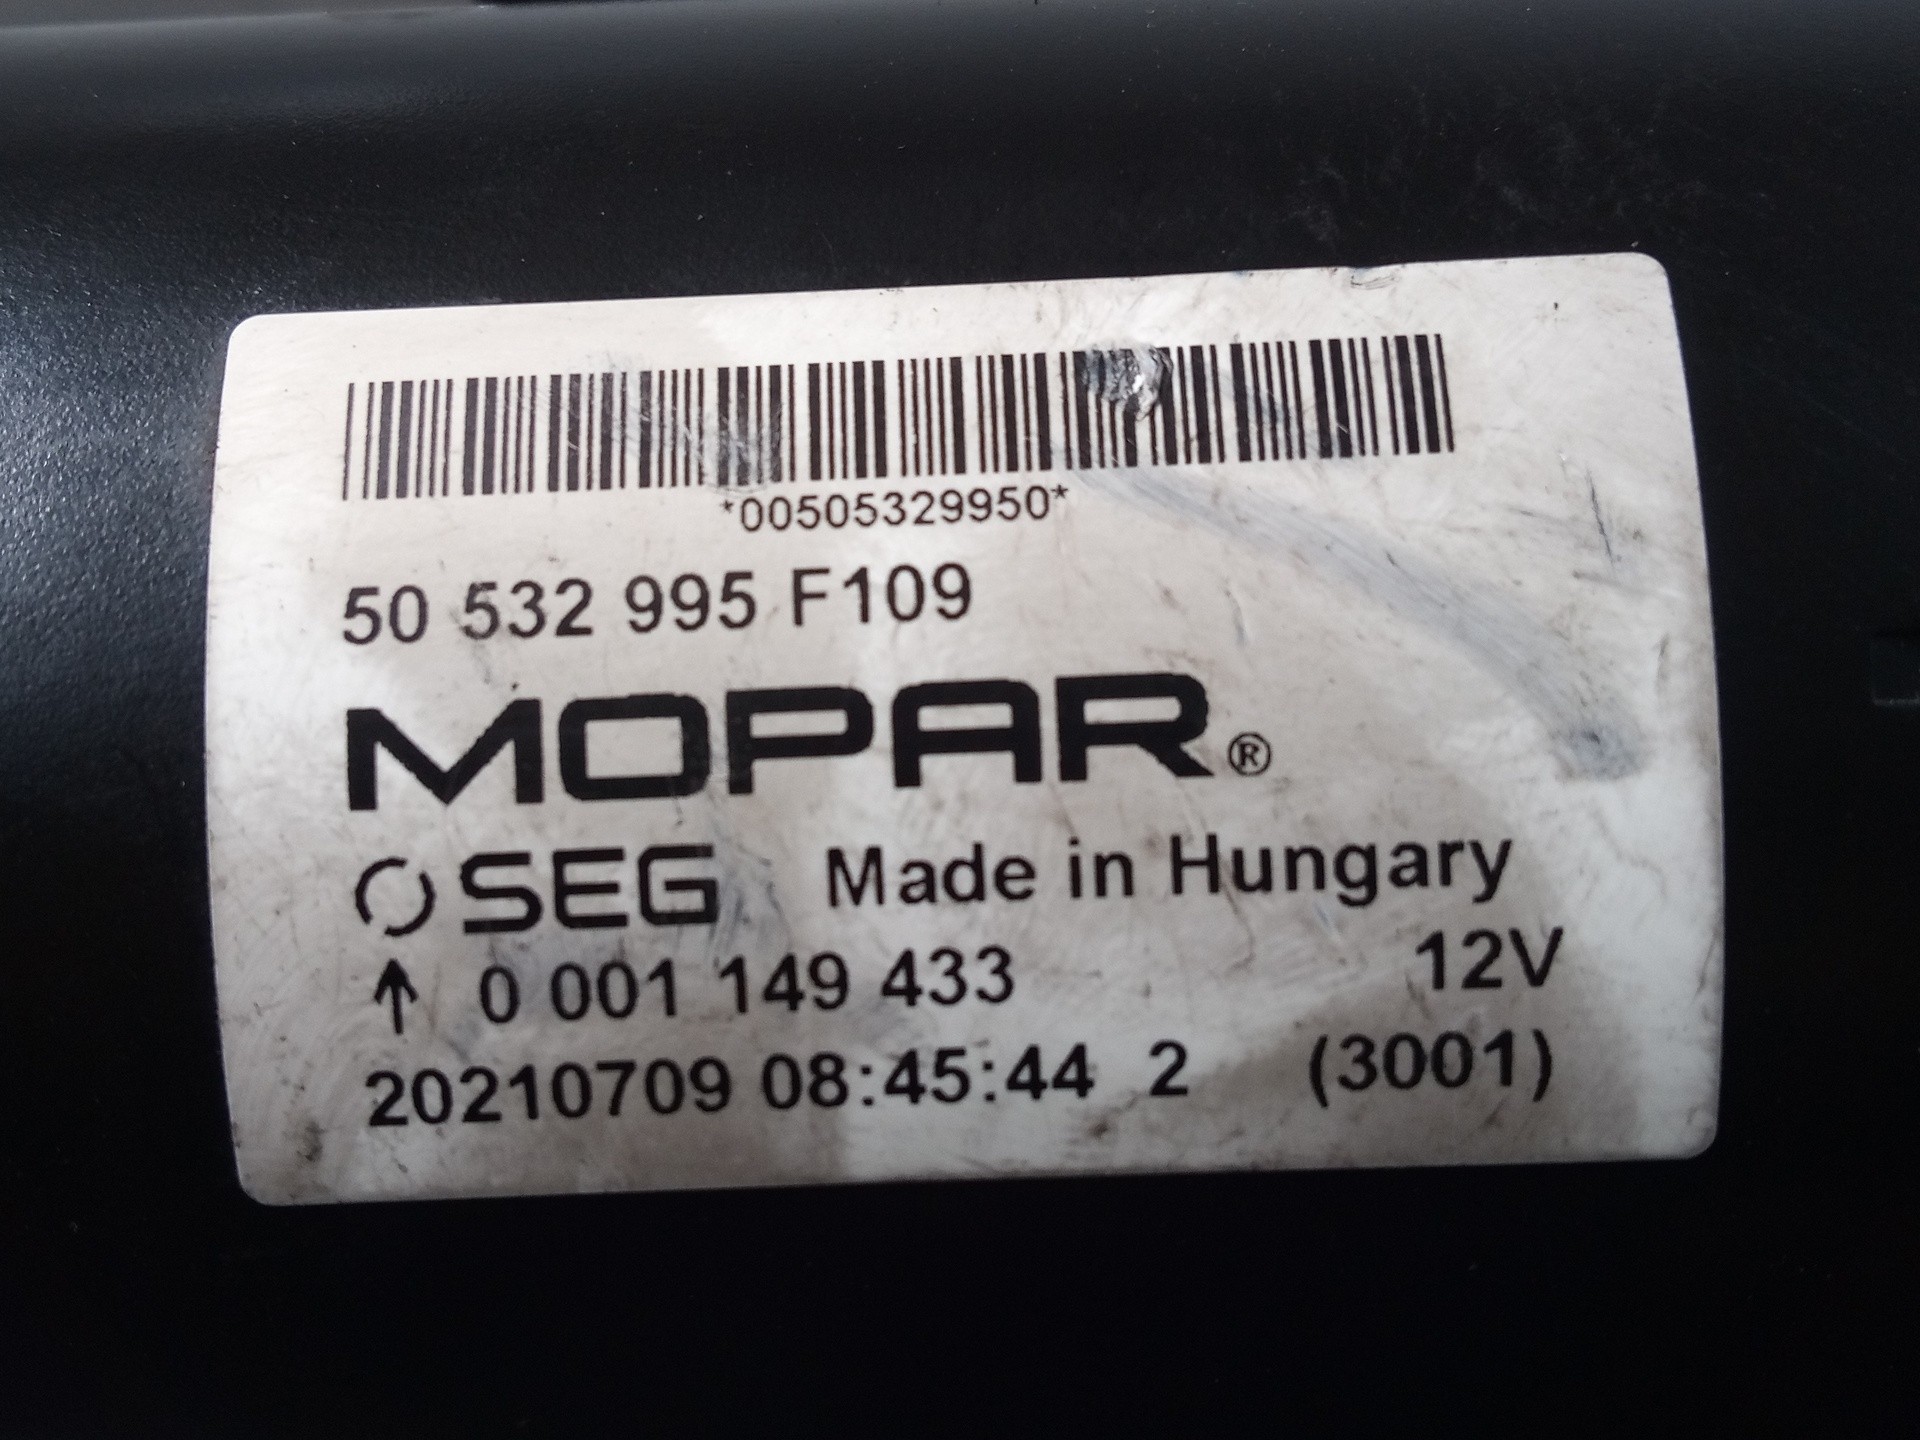 *00505329950*
50 532 995 F109
MOPAR®
SEG Made in Hungary
↑ 0 001 149 433 12V
20210709 08:45:44 2 (3001)